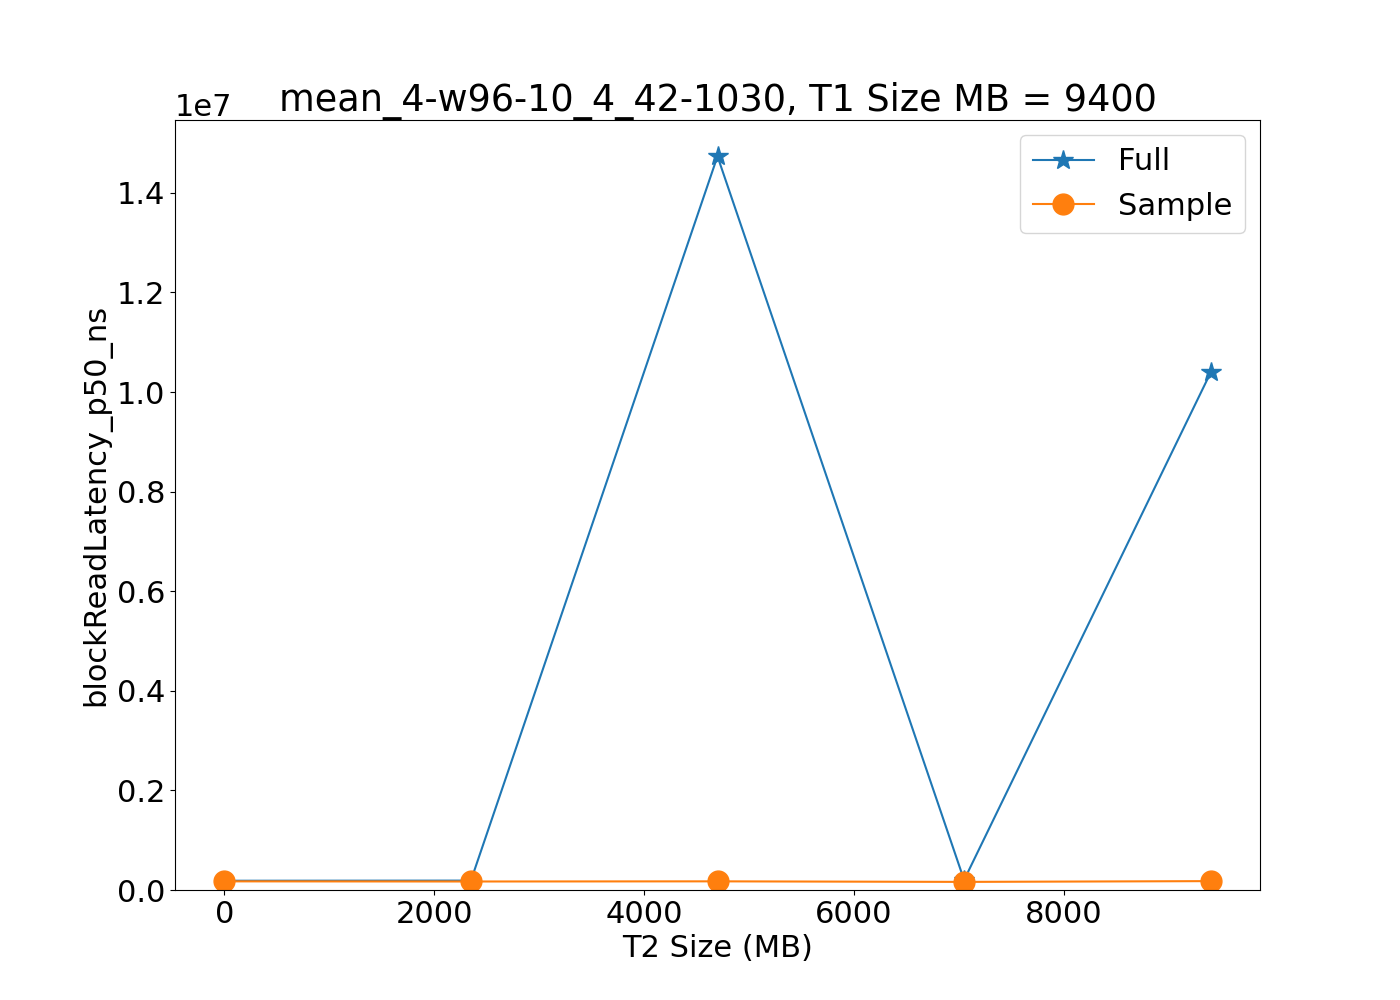 mean_4-w96-10_4_42-1030, T1 Size MB = 9400
1e7
Full
Sample
1.4
1.2
1.0
0.8
0.6
0.4
0.2
0.0
blockReadLatency_p50_ns
0 2000 4000 6000 8000
T2 Size (MB)